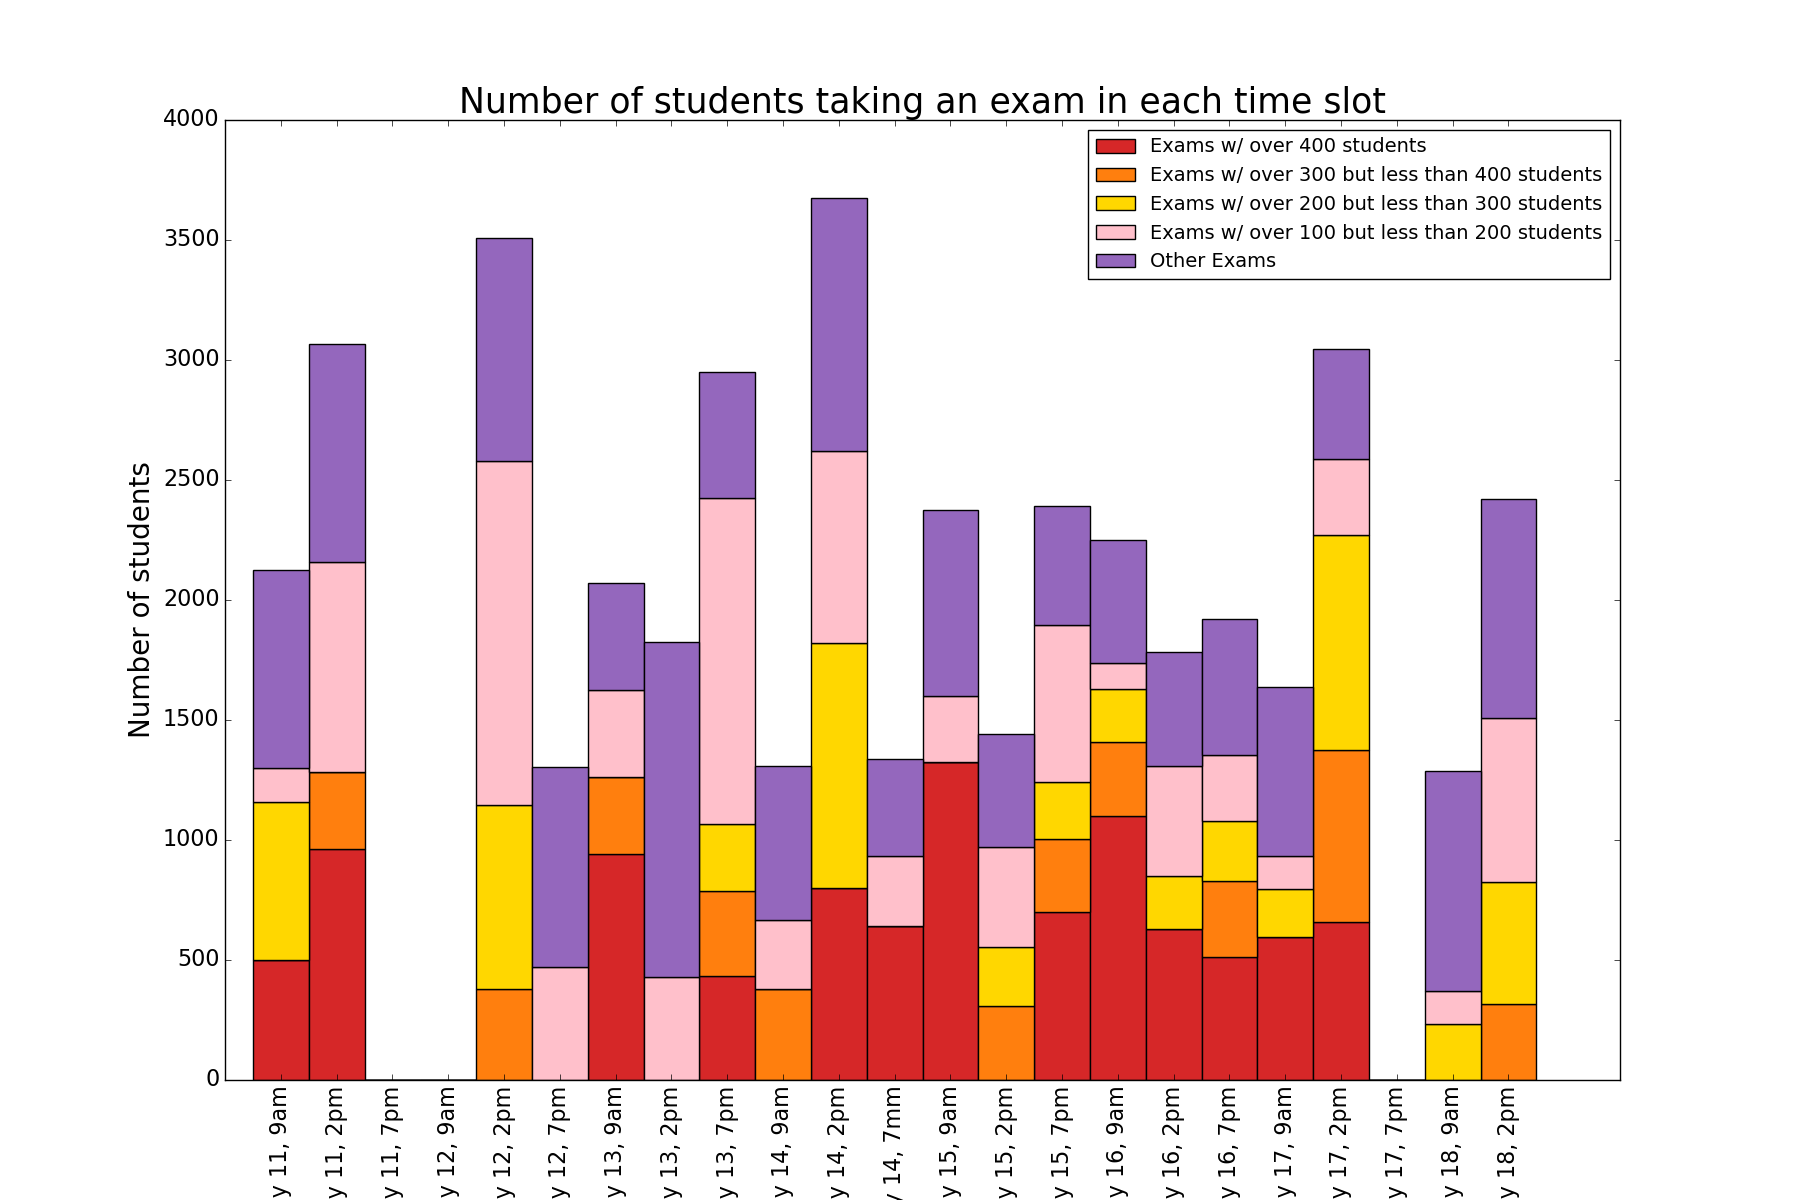 Number of students taking an exam in each time slot
Exams w/ over 400 students
Exams w/ over 300 but less than 400 students
Exams w/ over 200 but less than 300 students
Exams w/ over 100 but less than 200 students
Other Exams
Number of students
4000
3500
3000
2500
2000
1500
1000
500
0
y 11, 9am
y 11, 2pm
y 11, 7pm
y 12, 9am
y 12, 2pm
y 12, 7pm
y 13, 9am
y 13, 2pm
y 13, 7pm
y 14, 9am
y 14, 2pm
y 14, 7mm
y 15, 9am
y 15, 2pm
y 15, 7pm
y 16, 9am
y 16, 2pm
y 16, 7pm
y 17, 9am
y 17, 2pm
y 17, 7pm
y 18, 9am
y 18, 2pm